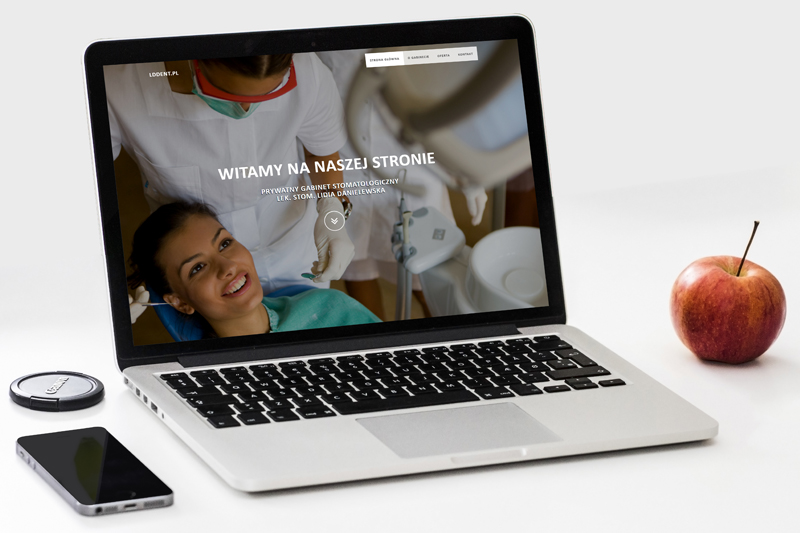 LDDENT.PL
STRONA GŁÓWNA O GABINECIE OFERTA KONTAKT
WITAMY NA NASZEJ STRONIE
PRYWATNY GABINET STOMATOLOGICZNY
LEK. STOM. LIDIA DANIELEWSKA